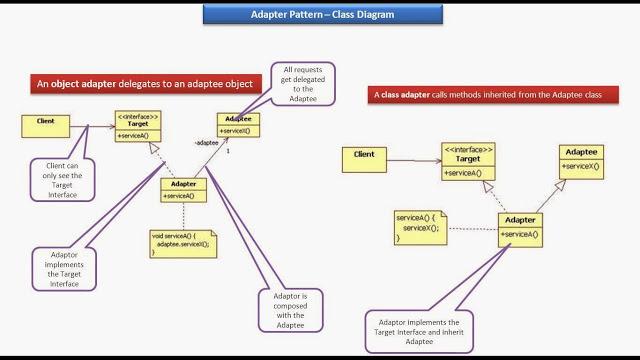 Adapter Pattern – Class Diagram
An object adapter delegates to an adaptee object
All requests
get delegated
to the
Adaptee
Client
<<interface>>
Target
+serviceA()
Adaptee
+serviceX()
-adaptee
1
Client can
only see the
Target
Interface
Adapter
+serviceA()
void serviceA() {
adaptee.serviceX();
}
Adaptor
implements
the Target
Interface
Adaptor is
composed
with the
Adaptee
A class adapter calls methods inherited from the Adaptee class
Client
<<interface>>
Target
+serviceA()
Adaptee
+serviceX()
Adapter
+serviceA()
serviceA() {
serviceX();
}
Adaptor implements the
Target Interface and inherit
Adaptee